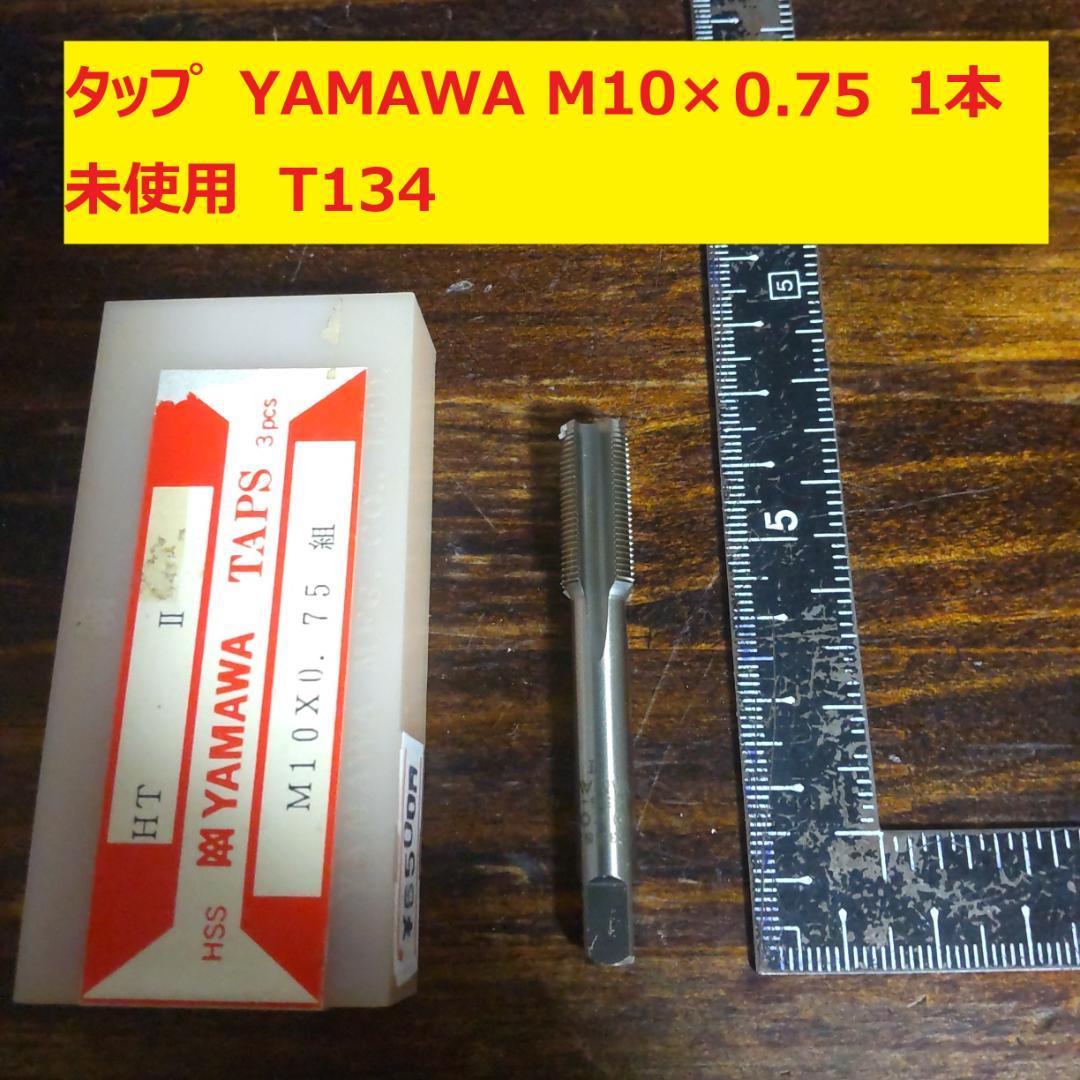 タップ YAMAWA M10×0.75 1本
未使用 T134
HT II
HSS YAMAWA TAPS 3pcs
M10X0.75 組
¥6500
5
5